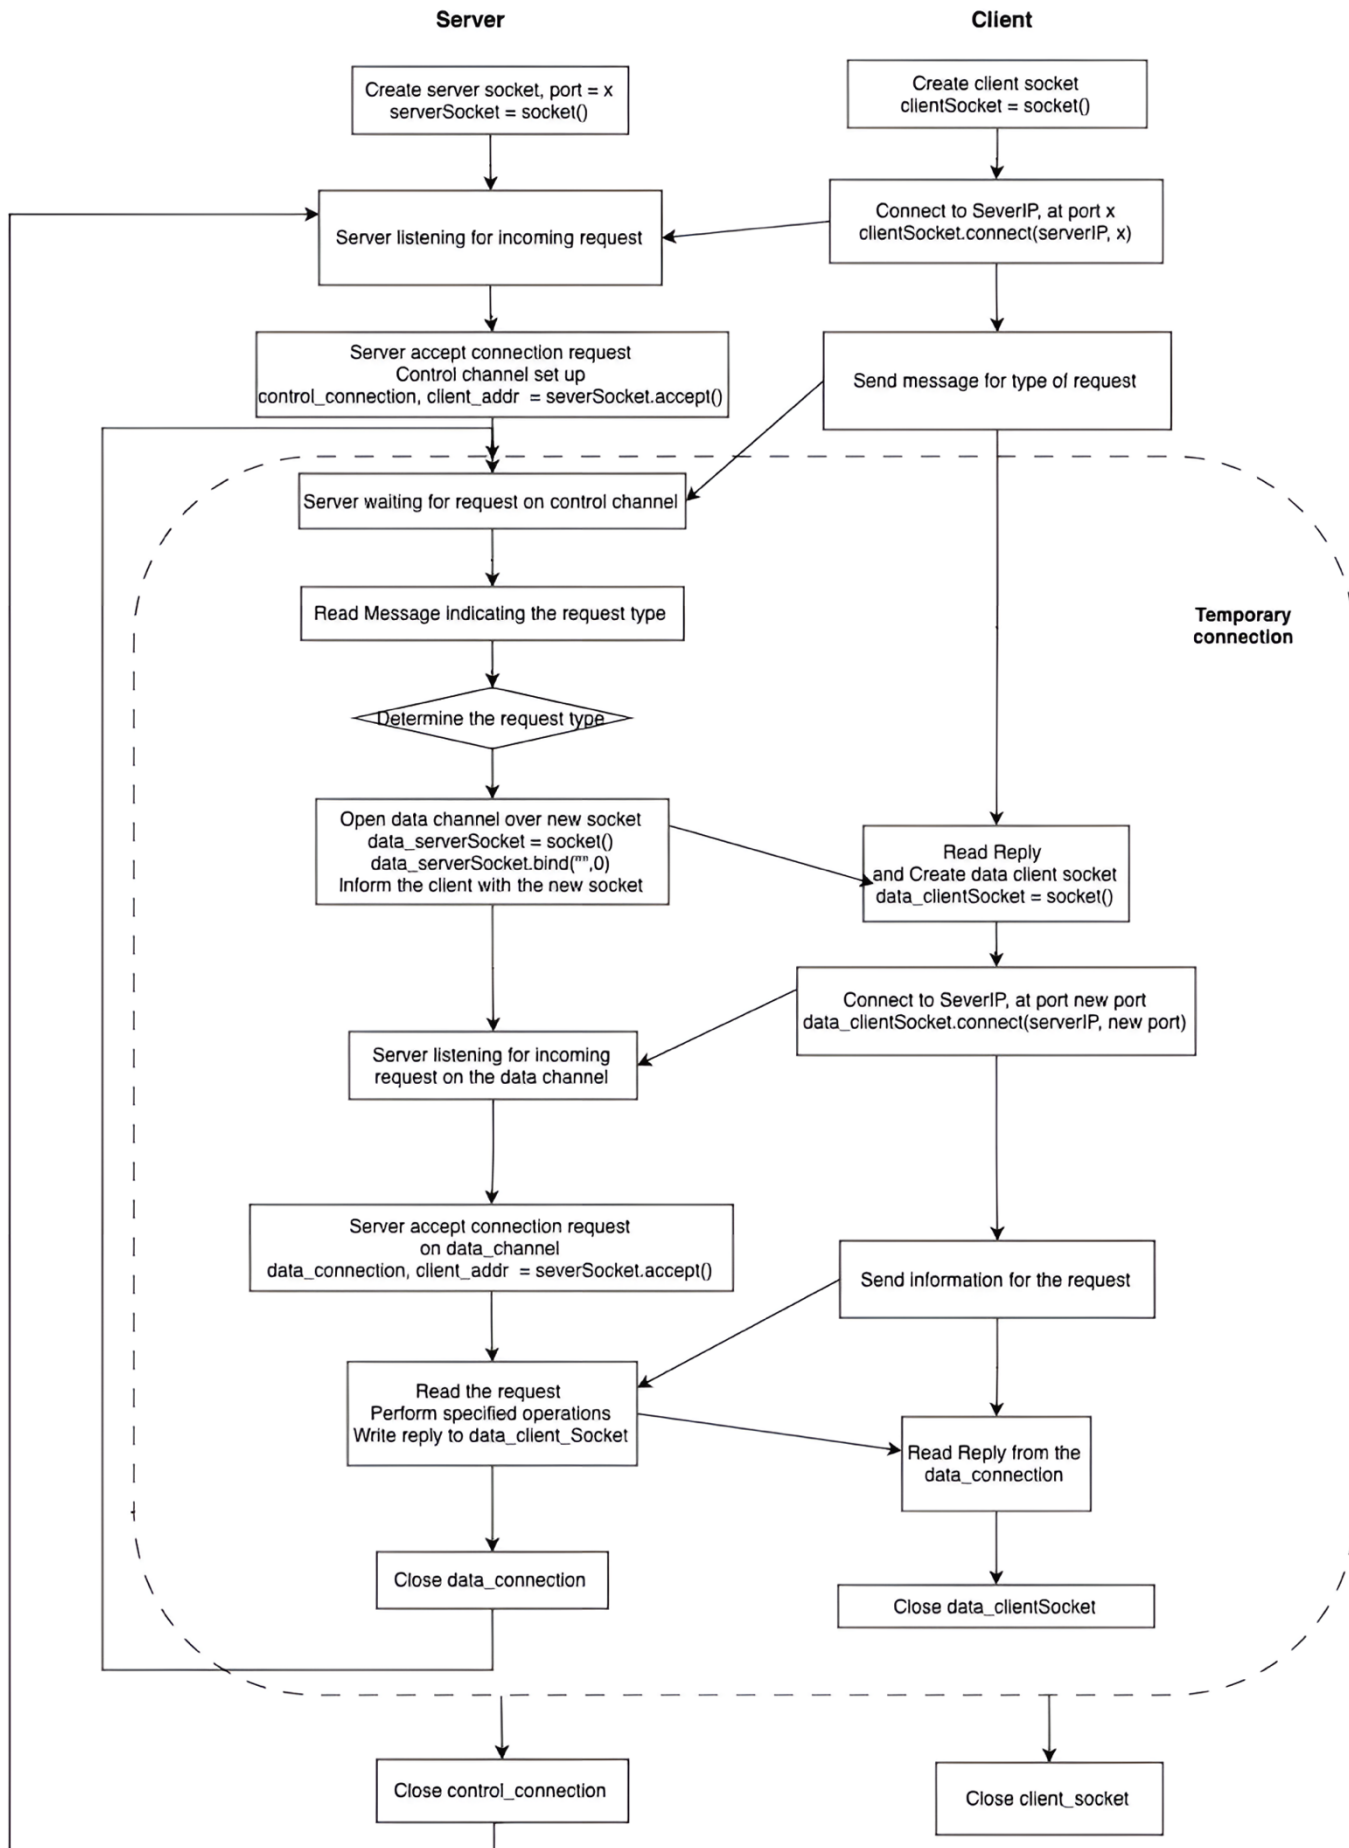 Server
Client
Create server socket, port = x
serverSocket = socket()
Create client socket
clientSocket = socket()
Server listening for incoming request
Connect to SeverIP, at port x
clientSocket.connect(serverIP, x)
Server accept connection request
Control channel set up
control_connection, client_addr = severSocket.accept()
Send message for type of request
Server waiting for request on control channel
Read Message indicating the request type
Temporary
connection
Determine the request type
Open data channel over new socket
data_serverSocket = socket()
data_serverSocket.bind("",0)
Inform the client with the new socket
Read Reply
and Create data client socket
data_clientSocket = socket()
Connect to SeverIP, at port new port
data_clientSocket.connect(serverIP, new port)
Server listening for incoming
request on the data channel
Server accept connection request
on data_channel
data_connection, client_addr = severSocket.accept()
Send information for the request
Read the request
Perform specified operations
Write reply to data_client_Socket
Read Reply from the
data_connection
Close data_connection
Close data_clientSocket
Close control_connection
Close client_socket